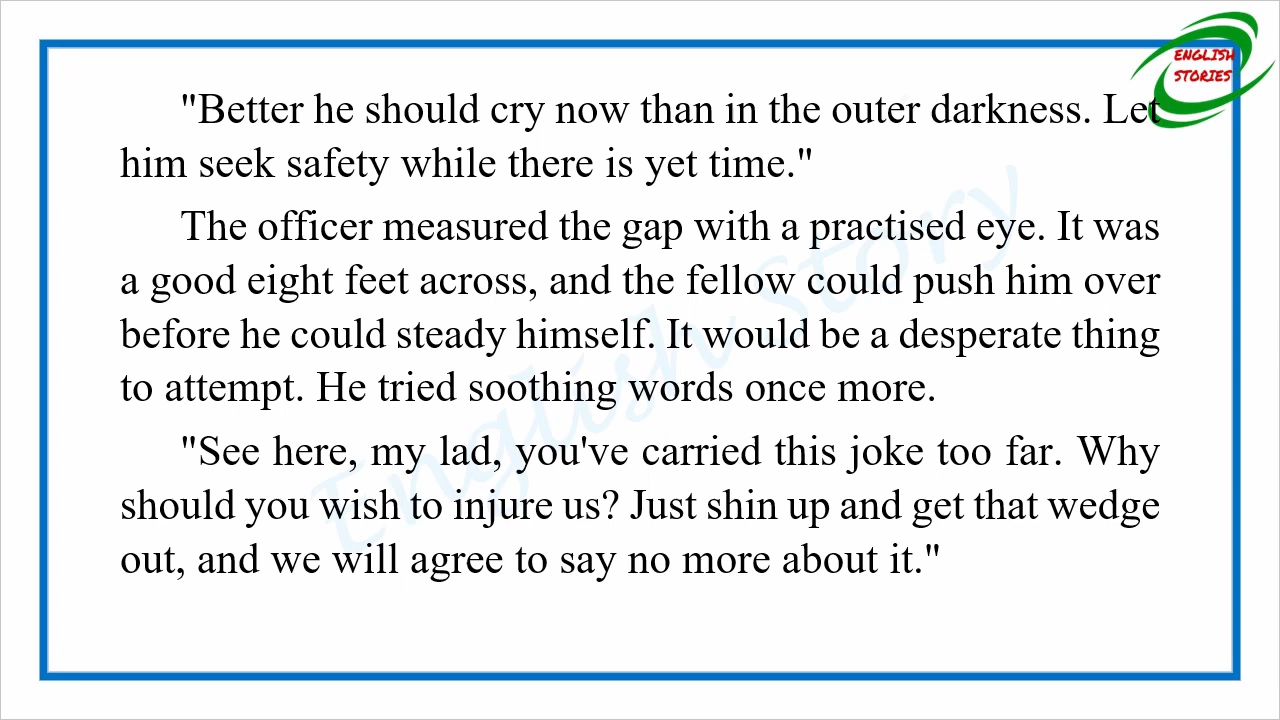 ENGLISH
STORIES
"Better he should cry now than in the outer darkness. Let
him seek safety while there is yet time."
The officer measured the gap with a practised eye. It was
a good eight feet across, and the fellow could push him over
before he could steady himself. It would be a desperate thing
to attempt. He tried soothing words once more.
"See here, my lad, you've carried this joke too far. Why
should you wish to injure us? Just shin up and get that wedge
out, and we will agree to say no more about it."
English Story